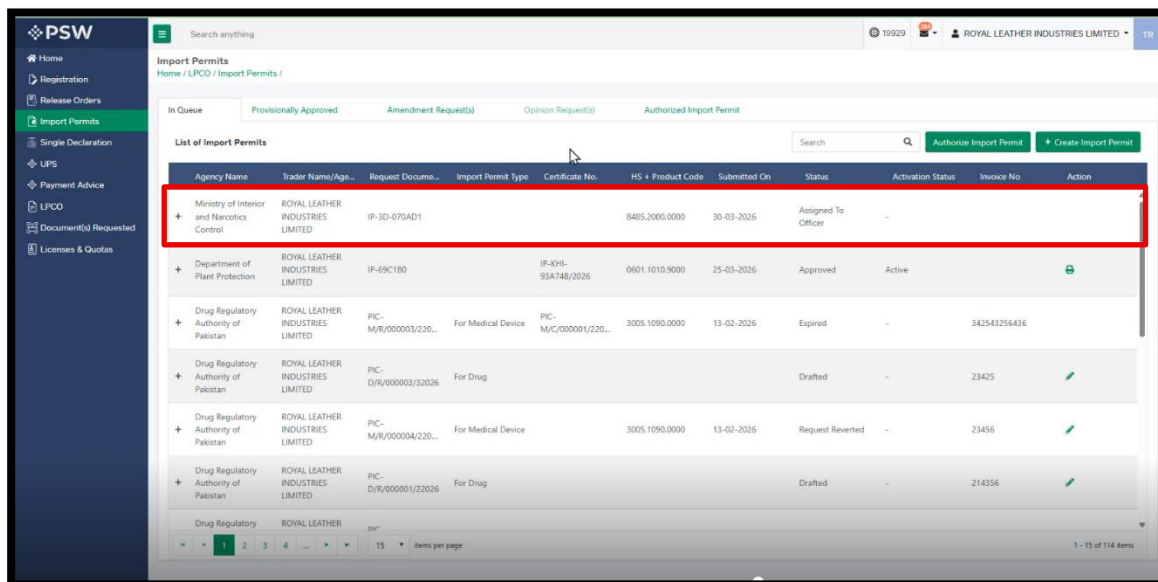 PSW
Search anything
19929
ROYAL LEATHER INDUSTRIES LIMITED
TR
Home
Registration
Release Orders
Import Permits
Single Declaration
UPS
Payment Advice
LPCO
Document(s) Requested
Licenses & Quotas
Import Permits
Home / LPCO / Import Permits /
In Queue Provisionally Approved Amendment Request(s) Opinion Request(s) Authorized Import Permit
List of Import Permits
Search
Authorize Import Permit
+ Create Import Permit
Agency Name Trader Name/Age... Request Docume... Import Permit Type Certificate No. HS + Product Code Submitted On Status Activation Status Invoice No Action
+ Ministry of Interior and Narcotics Control ROYAL LEATHER INDUSTRIES LIMITED IP-3D-070AD1 8485.2000.0000 30-03-2026 Assigned To Officer -
+ Department of Plant Protection ROYAL LEATHER INDUSTRIES LIMITED IP-69C1B0 IP-KHI-93A74B/2026 0601.1010.9000 25-03-2026 Approved Active
+ Drug Regulatory Authority of Pakistan ROYAL LEATHER INDUSTRIES LIMITED PIC-M/R/000003/220... For Medical Device PIC-M/C/000001/220... 3005.1090.0000 13-02-2026 Expired - 342543256436
+ Drug Regulatory Authority of Pakistan ROYAL LEATHER INDUSTRIES LIMITED PIC-D/R/000003/32026 For Drug Drafted - 23425
+ Drug Regulatory Authority of Pakistan ROYAL LEATHER INDUSTRIES LIMITED PIC-M/R/000004/220... For Medical Device 3005.1090.0000 13-02-2026 Request Reverted - 23456
+ Drug Regulatory Authority of Pakistan ROYAL LEATHER INDUSTRIES LIMITED PIC-D/R/000001/22026 For Drug Drafted - 214356
Drug Regulatory ROYAL LEATHER
1 2 3 4 ... 15 items per page 1 - 15 of 114 items